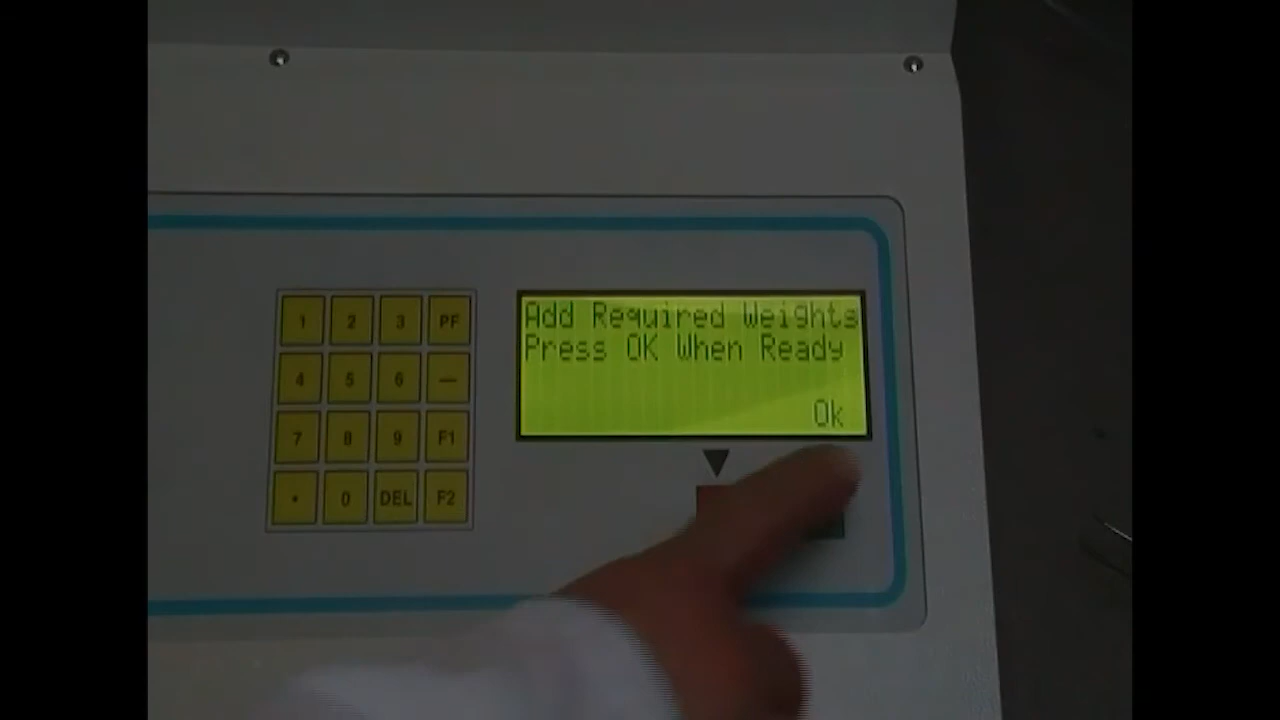 Add Required Weights
Press OK When Ready
Ok
1 2 3 PF
4 5 6 —
7 8 9 F1
• 0 DEL F2